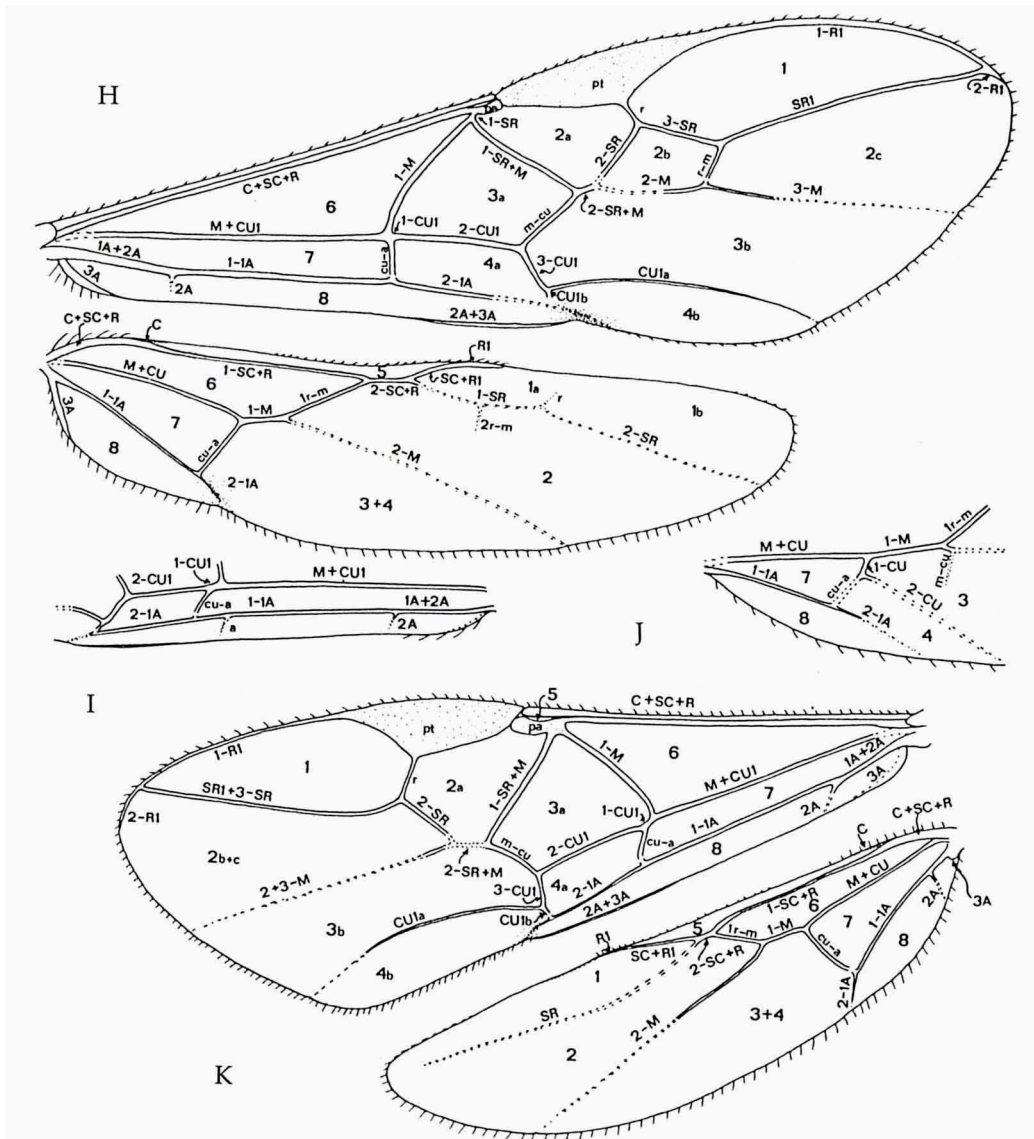 H
1-R1
1
pt
2-R1
SR1
r
3-SR
1-SR
2a
2-SR
2b
r-m
2c
1-SR+M
2-M
3-M
C+SC+R
1-M
3a
2-SR+M
6
m-cu
3b
M+CU1
1-CU1
2-CU1
1A+2A
7
cu-a
4a
3-CU1
CU1a
1-1A
3A
2A
2-1A
CU1b
8
2A+3A
4b
C+SC+R
C
R1
M+CU
6
1-SC+R
5
2-SC+R
SC+R1
1a
r
1r-m
1-SR
1b
3A
1-1A
7
1-M
2r-m
2-SR
8
cu-a
2-M
2
2-1A
3+4
2-CU1
1-CU1
M+CU1
2-1A
cu-a
1-1A
1A+2A
a
2A
J
M+CU
1-M
1r-m
1-1A
7
1-CU
m-cu
cu-a
2-CU
3
8
2-1A
4
I
5
C+SC+R
pt
pa
1-R1
1
6
1-M
r
2a
1-SR+M
M+CU1
1A+2A
SR1+3-SR
3a
7
3A
2-R1
2-SR
1-CU1
2A
2-CU1
1-1A
C+SC+R
m-cu
cu-a
C
2b+c
2-SR+M
8
2+3-M
3-CU1
4a
2-1A
1-SC+R
M+CU
3A
2A+3A
6
2A
CU1a
CU1b
7
1-1A
3b
R1
5
1r-m
1-M
8
SC+R1
2-SC+R
cu-a
4b
1
2-1A
SR
2-M
3+4
2
K